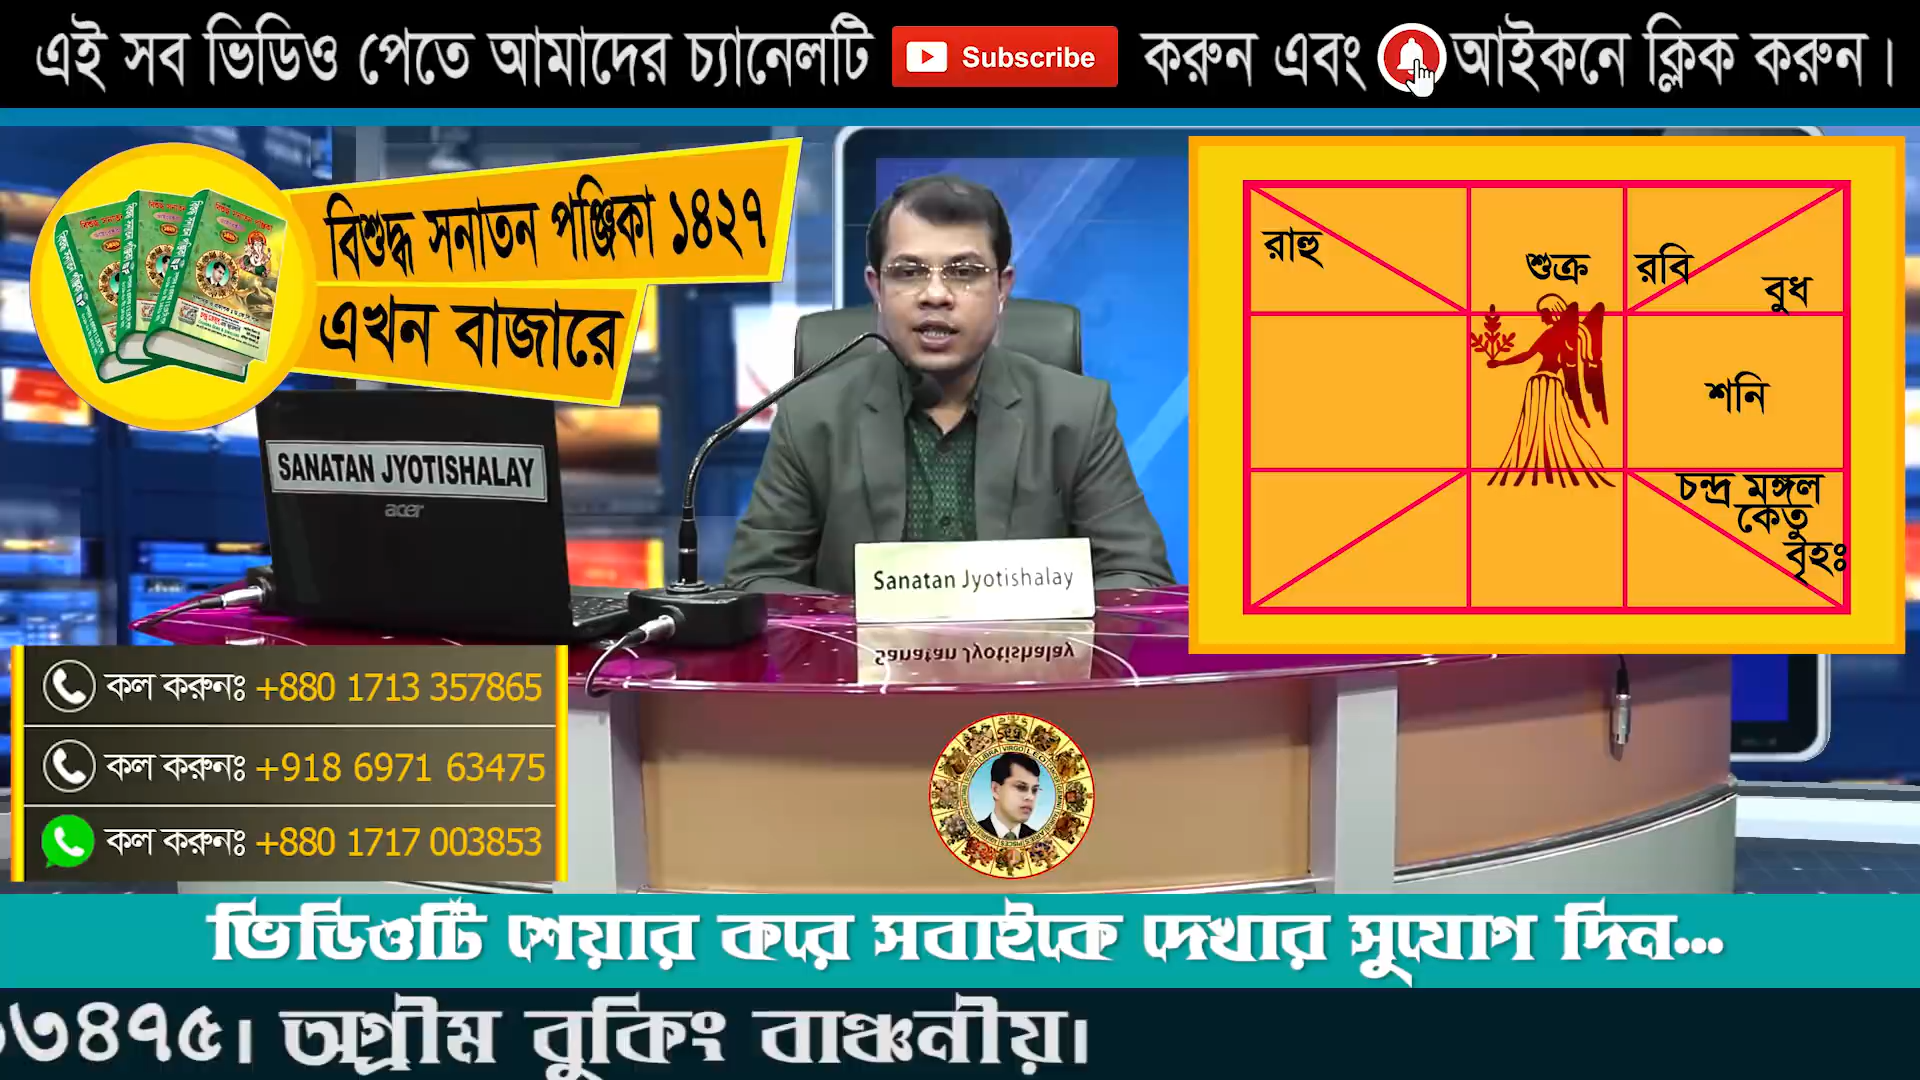 এই সব ভিডিও পেতে আমাদের চ্যানেলটি Subscribe করুন এবং আইকনে ক্লিক করুন।
বিশুদ্ধ সনাতন পঞ্জিকা ১৪২৭
এখন বাজারে
রাহু
শুক্র
রবি
বুধ
শনি
চন্দ্র মঙ্গল
কেতু
বৃহঃ
SANATAN JYOTISHALAY
acer
Sanatan Jyotishalay
কল করুনঃ +880 1713 357865
কল করুনঃ +918 6971 63475
কল করুনঃ +880 1717 003853
ভিডিওটি শেয়ার করে সবাইকে দেখার সুযোগ দিন...
৩৪৭৫। অগ্রীম বুকিং বাঞ্চনীয়।